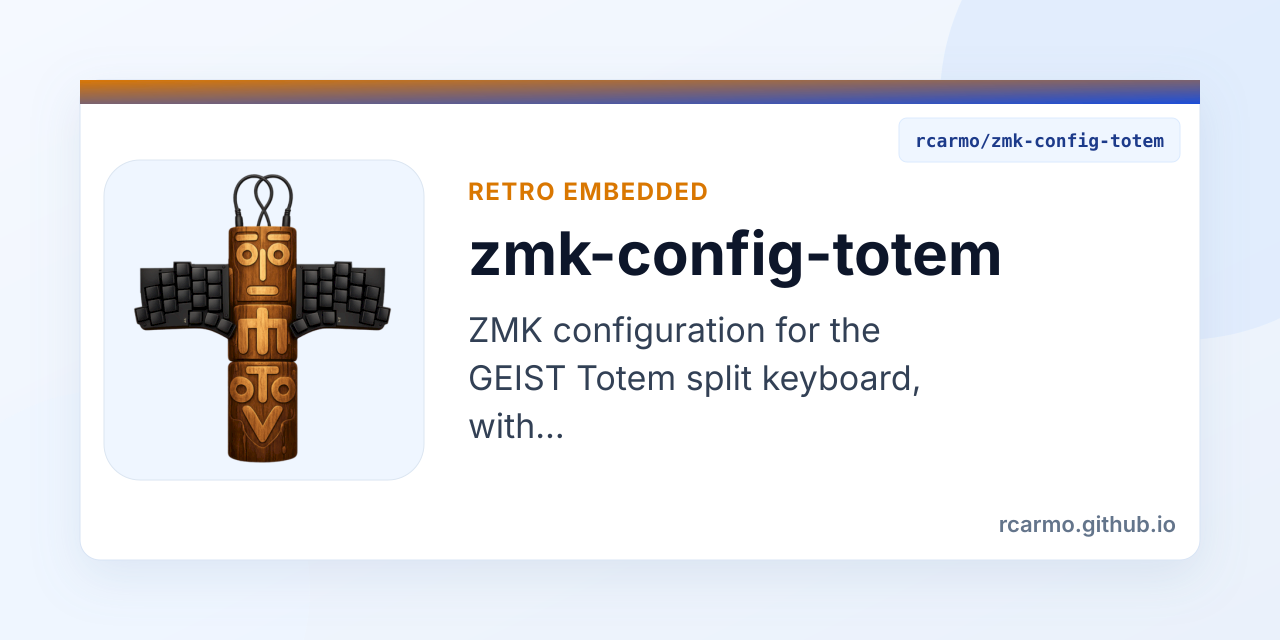 rcarmo/zmk-config-totem
RETRO EMBEDDED
zmk-config-totem
ZMK configuration for the
GEIST Totem split keyboard,
with...
rcarmo.github.io